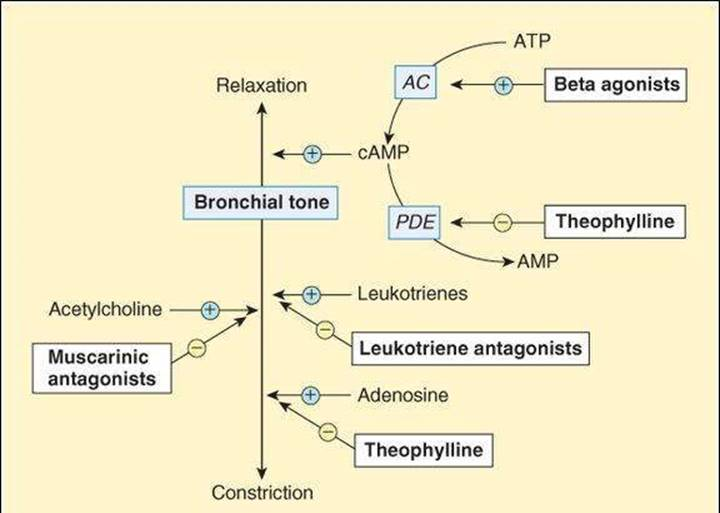 ATP
Relaxation
AC
+
Beta agonists
+
cAMP
Bronchial tone
PDE
−
Theophylline
AMP
+
Leukotrienes
Acetylcholine
+
−
Leukotriene antagonists
−
Muscarinic
antagonists
+
Adenosine
−
Theophylline
Constriction